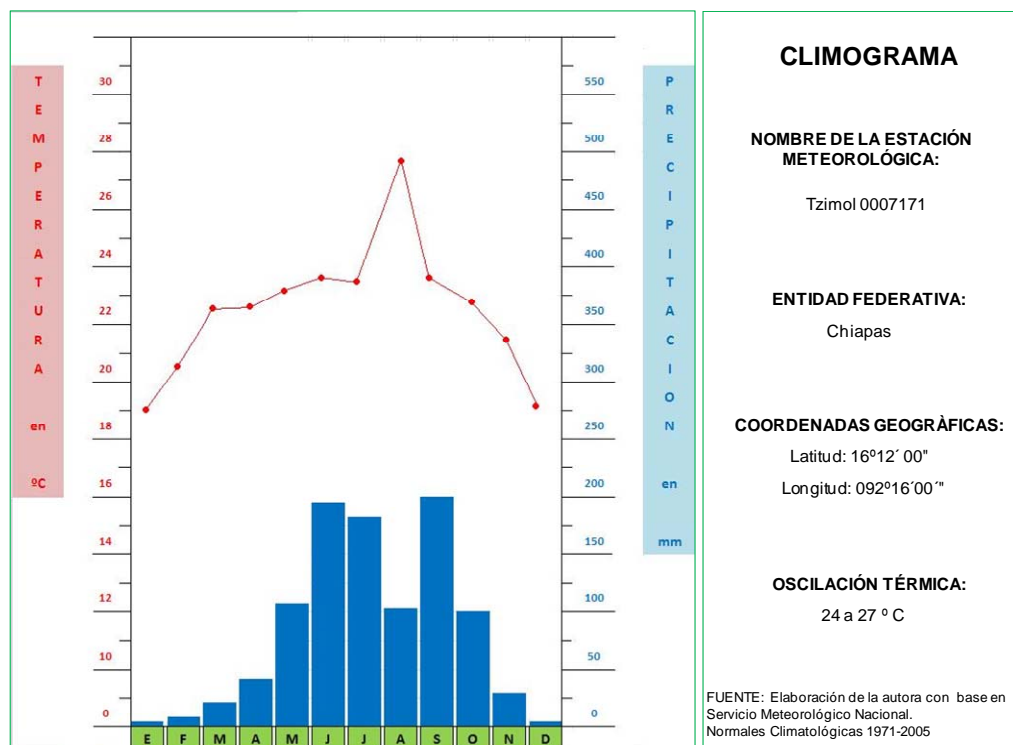 TEMPERATURA en ºC
30
28
26
24
22
20
18
16
14
12
10
0
550
500
450
400
350
300
250
200
150
100
50
0
PRECIPITACION en mm
E F M A M J J A S O N D
CLIMOGRAMA
NOMBRE DE LA ESTACIÓN
METEOROLÓGICA:
Tzimol 0007171
ENTIDAD FEDERATIVA:
Chiapas
COORDENADAS GEOGRÀFICAS:
Latitud: 16º12´ 00"
Longitud: 092º16´00´"
OSCILACIÓN TÉRMICA:
24 a 27 º C
FUENTE: Elaboración de la autora con base en
Servicio Meteorológico Nacional.
Normales Climatológicas 1971-2005